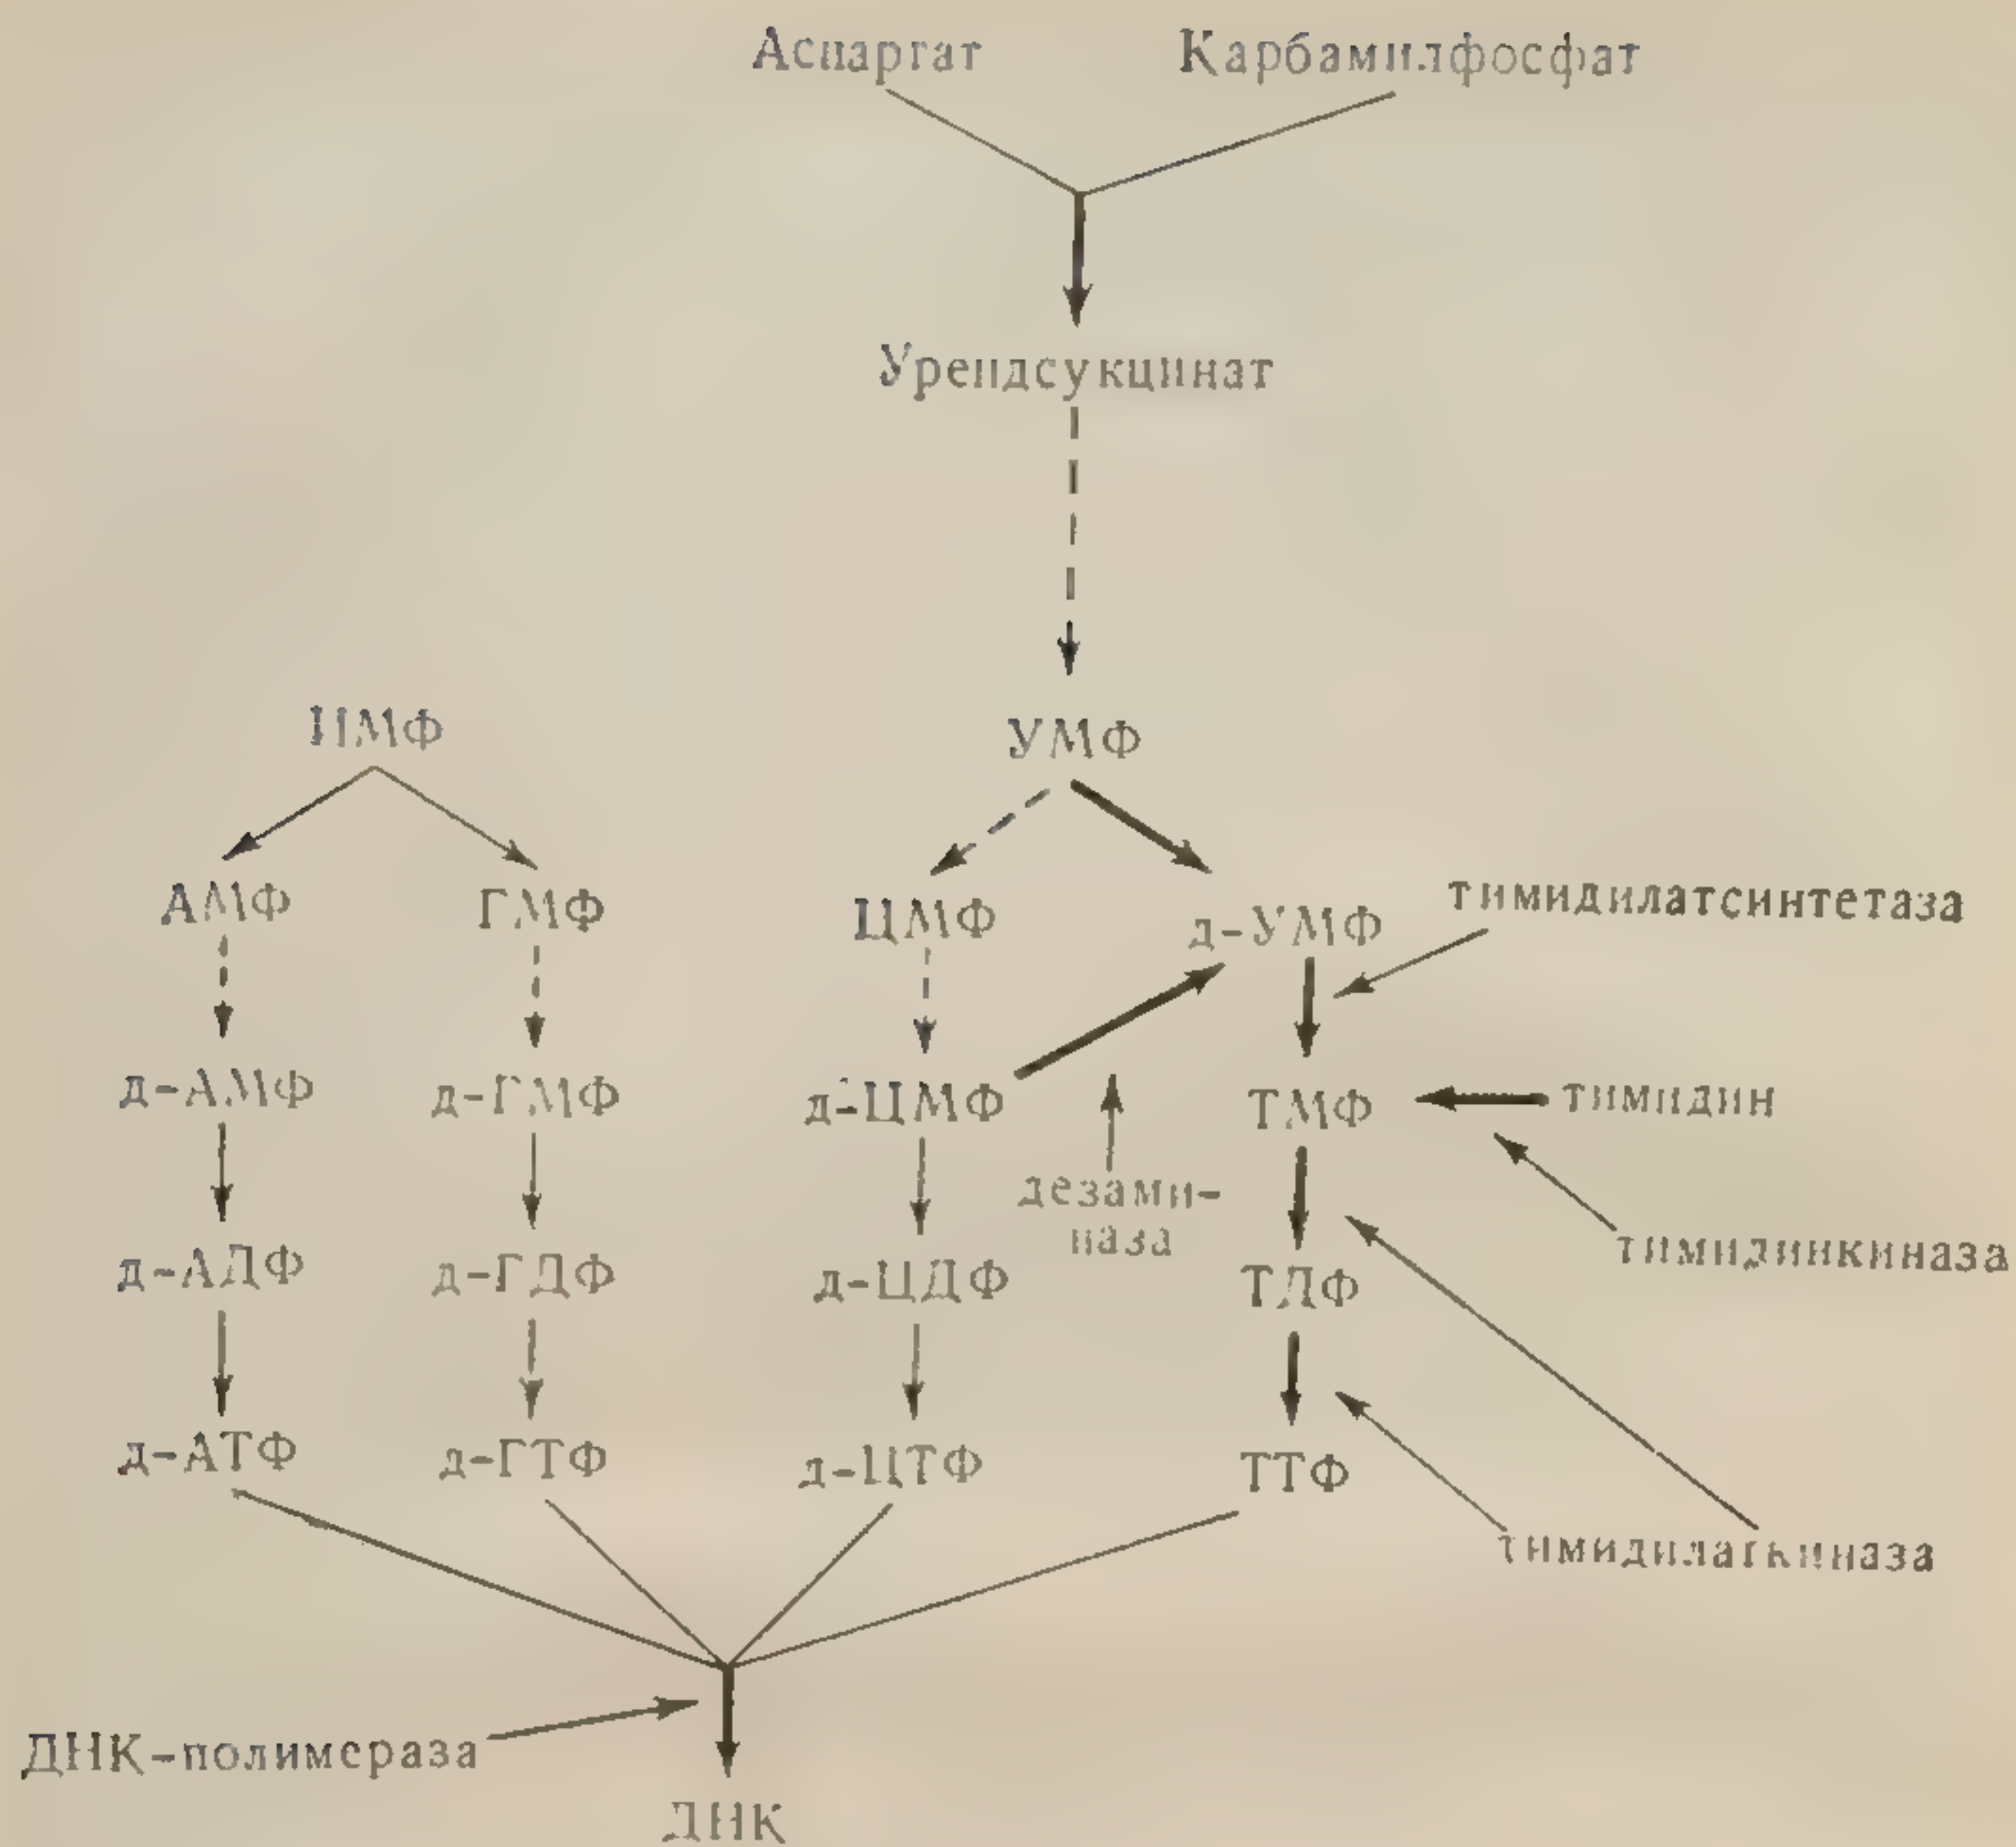 Аспартат Карбамилфосфат
Уреидсукцинат
ИМФ УМФ
АМФ ГМФ ЦМФ д-УМФ тимидилатсинтетаза
д-АМФ д-ГМФ д-ЦМФ ТМФ тимидин
дезами-
наза
тимидинкиназа
д-АДФ д-ГДФ д-ЦДФ ТДФ
д-АТФ д-ГТФ д-ЦТФ ТТФ
тимидилаткиназа
ДНК-полимераза
ДНК